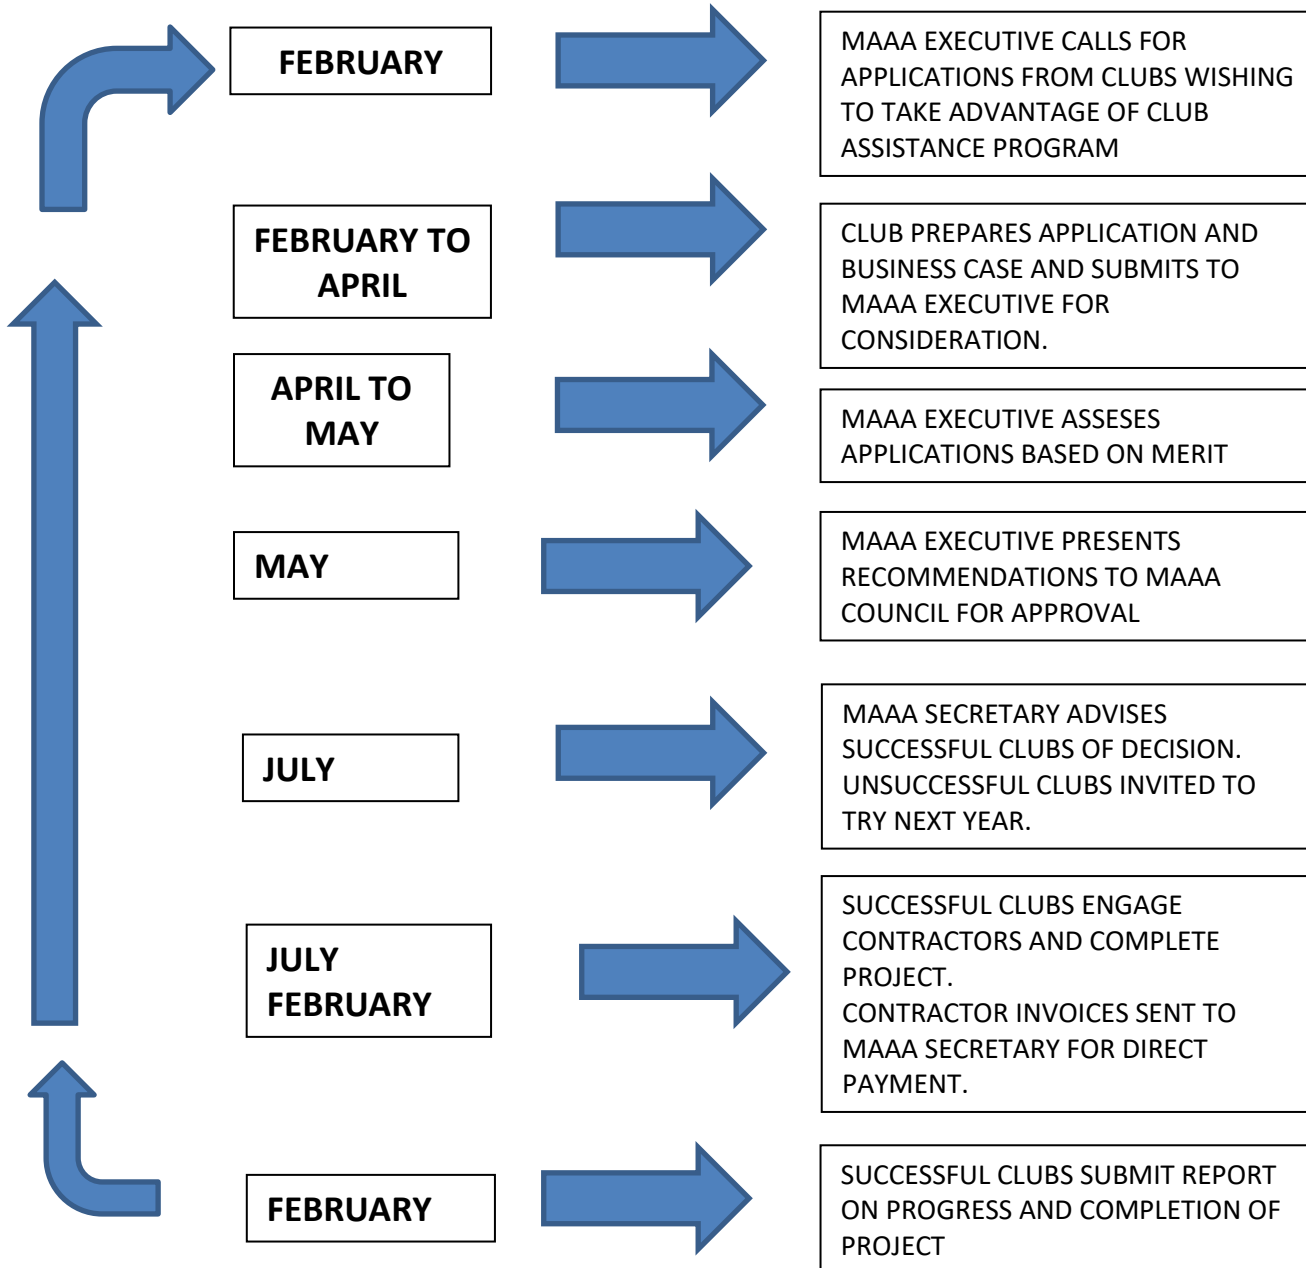 FEBRUARY
MAAA EXECUTIVE CALLS FOR
APPLICATIONS FROM CLUBS WISHING
TO TAKE ADVANTAGE OF CLUB
ASSISTANCE PROGRAM
FEBRUARY TO
APRIL
CLUB PREPARES APPLICATION AND
BUSINESS CASE AND SUBMITS TO
MAAA EXECUTIVE FOR
CONSIDERATION.
APRIL TO
MAY
MAAA EXECUTIVE ASSESES
APPLICATIONS BASED ON MERIT
MAY
MAAA EXECUTIVE PRESENTS
RECOMMENDATIONS TO MAAA
COUNCIL FOR APPROVAL
JULY
MAAA SECRETARY ADVISES
SUCCESSFUL CLUBS OF DECISION.
UNSUCCESSFUL CLUBS INVITED TO
TRY NEXT YEAR.
JULY
FEBRUARY
SUCCESSFUL CLUBS ENGAGE
CONTRACTORS AND COMPLETE
PROJECT.
CONTRACTOR INVOICES SENT TO
MAAA SECRETARY FOR DIRECT
PAYMENT.
FEBRUARY
SUCCESSFUL CLUBS SUBMIT REPORT
ON PROGRESS AND COMPLETION OF
PROJECT